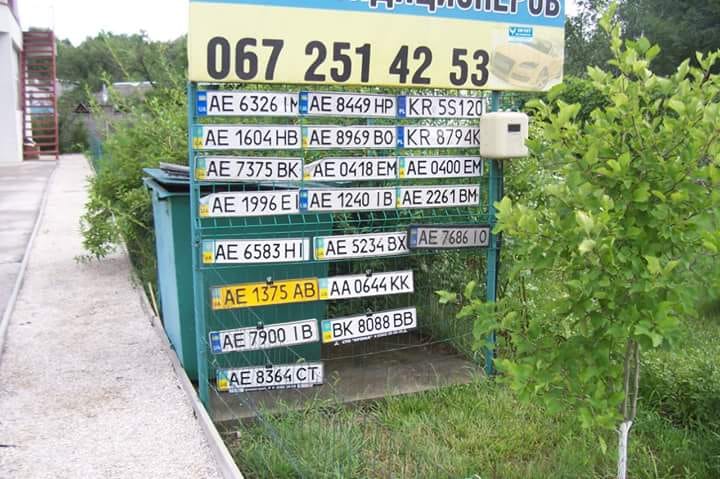 067 251 42 53
AE 6326 IM AE 8449 HP KR 5S120
AE 1604 HB AE 8969 BO KR 8794K
AE 7375 BK AE 0418 EM AE 0400 EM
AE 1996 EI AE 1240 IB AE 2261 BM
AE 6583 HI AE 5234 BX AE 7686 IO
AE 1375 AB AA 0644 KK
AE 7900 IB BK 8088 BB
AE 8364 CT